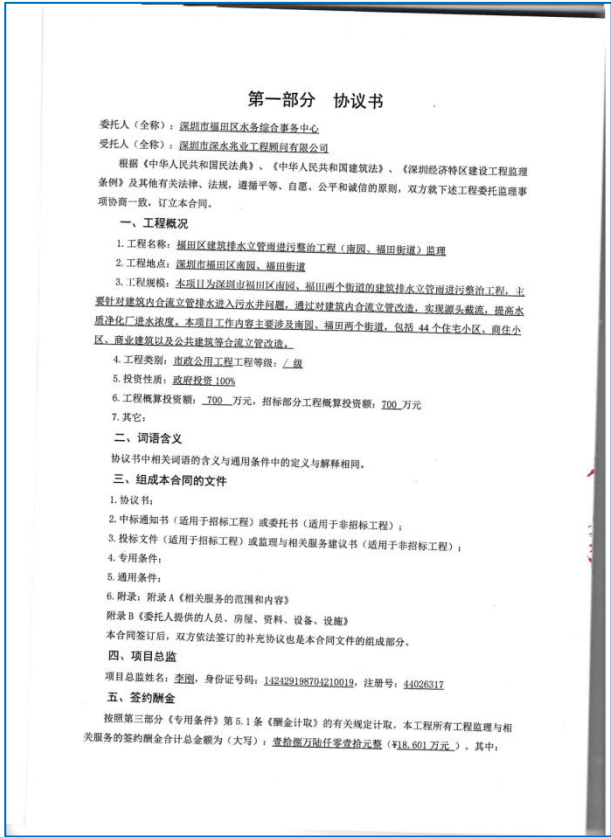 第一部分　协议书
委托人（全称）：深圳市福田区水务综合事务中心
受托人（全称）：深圳市深水兆业工程顾问有限公司
根据《中华人民共和国民法典》、《中华人民共和国建筑法》、《深圳经济特区建设工程监理
条例》及其他有关法律、法规，遵循平等、自愿、公平和诚信的原则，双方就下述工程委托监理事
项协商一致，订立本合同。
一、工程概况
1.工程名称：福田区建筑排水立管雨进污整治工程（南园、福田街道）监理
2.工程地点：深圳市福田区南园、福田街道
3.工程规模：本项目为深圳市福田区南园、福田两个街道的建筑排水立管雨进污整治工程，主
要针对建筑内合流立管排水进入污水井问题，通过对建筑内合流立管改造，实现源头截流，提高水
质净化厂进水浓度。本项目工作内容主要涉及南园、福田两个街道，包括 44 个住宅小区、商住小
区、商业建筑以及公共建筑等合流立管改造。
4.工程类别：市政公用工程工程等级：/ 级
5.投资性质：政府投资 100%
6.工程概算投资额： 700 万元，招标部分工程概算投资额：700 万元
7.其它：
二、词语含义
协议书中相关词语的含义与通用条件中的定义与解释相同。
三、组成本合同的文件
1.协议书；
2.中标通知书（适用于招标工程）或委托书（适用于非招标工程）；
3.投标文件（适用于招标工程）或监理与相关服务建议书（适用于非招标工程）；
4.专用条件；
5.通用条件；
6.附录：附录 A《相关服务的范围和内容》
附录 B《委托人提供的人员、房屋、资料、设备、设施》
本合同签订后，双方依法签订的补充协议也是本合同文件的组成部分。
四、项目总监
项目总监姓名：李刚，身份证号码：142429198704210019，注册号：44026317
五、签约酬金
按照第三部分《专用条件》第 5.1 条《酬金计取》的有关规定计取，本工程所有工程监理与相
关服务的签约酬金合计总金额为（大写）：壹拾捌万陆仟零壹拾元整（¥18.601 万元 ）。其中：